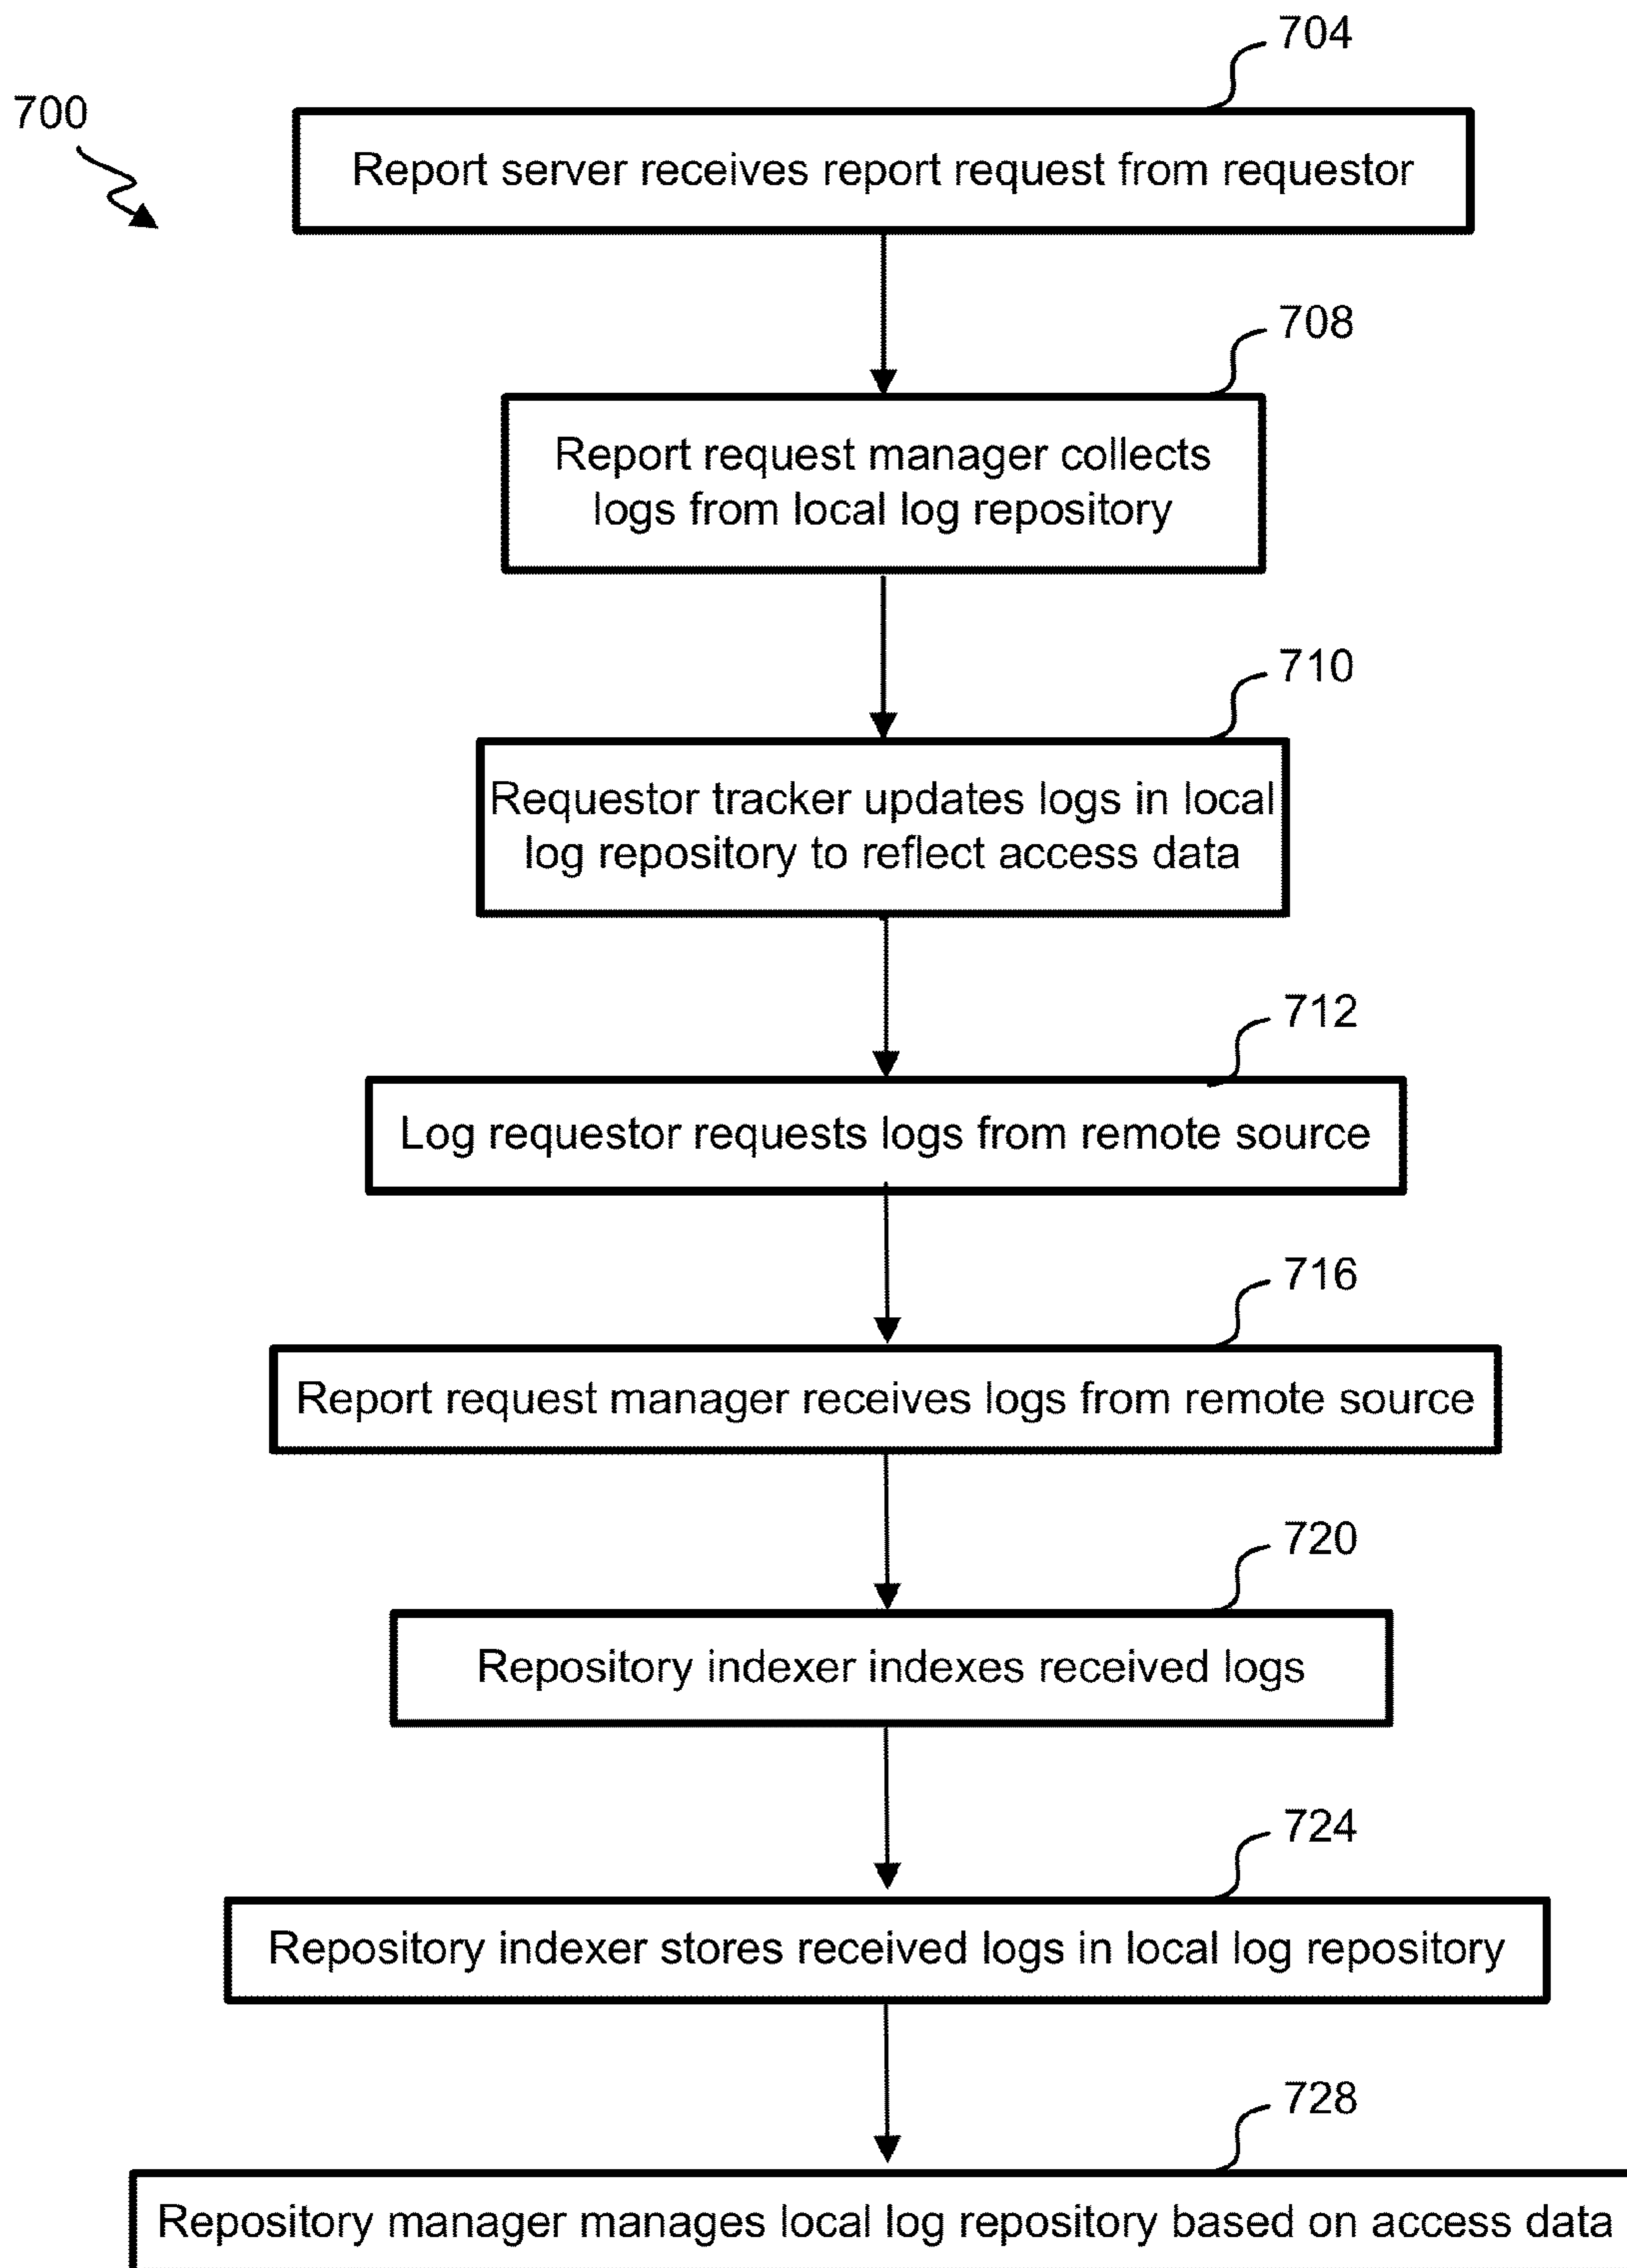 704
700
Report server receives report request from requestor
708
Report request manager collects
logs from local log repository
710
Requestor tracker updates logs in local
log repository to reflect access data
712
Log requestor requests logs from remote source
716
Report request manager receives logs from remote source
720
Repository indexer indexes received logs
724
Repository indexer stores received logs in local log repository
728
Repository manager manages local log repository based on access data